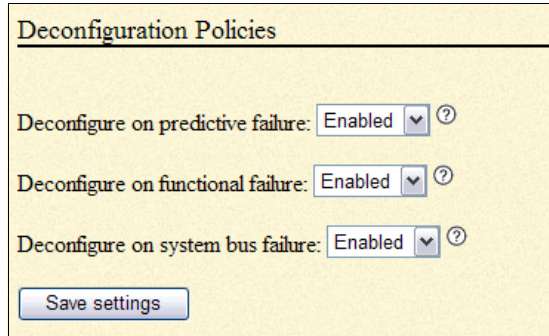 Deconfiguration Policies
Deconfigure on predictive failure: Enabled ?
Deconfigure on functional failure: Enabled ?
Deconfigure on system bus failure: Enabled ?
Save settings